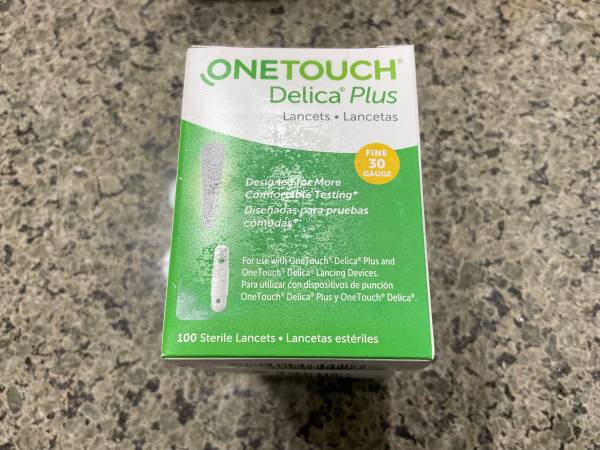 ONETOUCH®
Delica® Plus
Lancets • Lancetas
FINE
30
GAUGE
Designed for More
Comfortable Testing*
Diseñadas para pruebas
cómodas*
For use with OneTouch® Delica® Plus and
OneTouch® Delica® Lancing Devices.
Para utilizar con dispositivos de punción
OneTouch® Delica® Plus y OneTouch® Delica®.
100 Sterile Lancets • Lancetas estériles